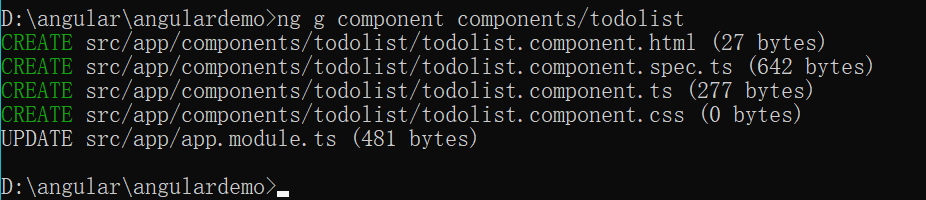 D:\angular\angulardemo>ng g component components/todolist
CREATE src/app/components/todolist/todolist.component.html (27 bytes)
CREATE src/app/components/todolist/todolist.component.spec.ts (642 bytes)
CREATE src/app/components/todolist/todolist.component.ts (277 bytes)
CREATE src/app/components/todolist/todolist.component.css (0 bytes)
UPDATE src/app/app.module.ts (481 bytes)
D:\angular\angulardemo>